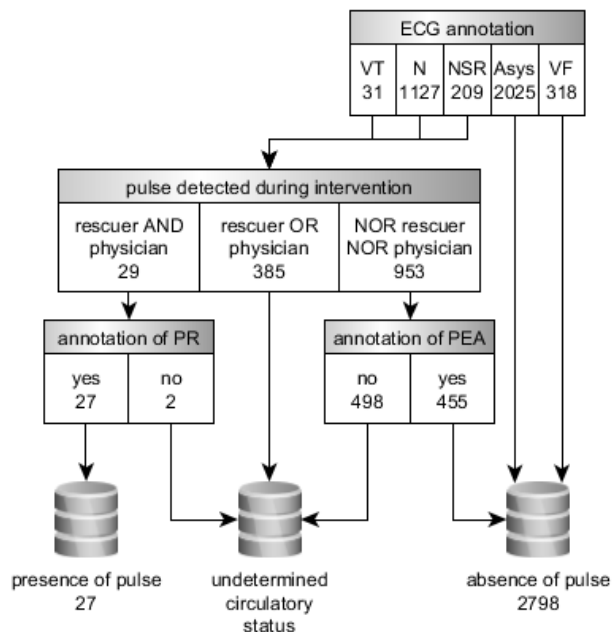 ECG annotation
VT N NSR Asys VF
31 1127 209 2025 318
pulse detected during intervention
rescuer AND physician 29
rescuer OR physician 385
NOR rescuer NOR physician 953
annotation of PR
yes no
27 2
annotation of PEA
no yes
498 455
presence of pulse
27
undetermined
circulatory
status
absence of pulse
2798